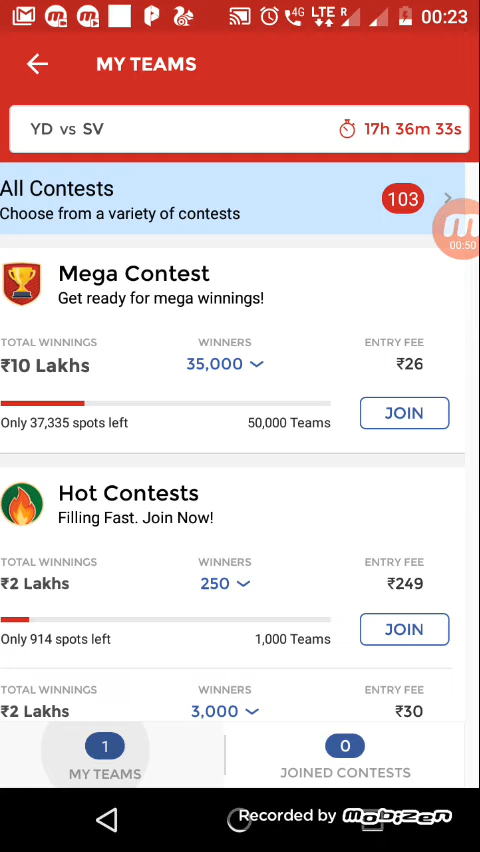 4G LTE R 00:23
MY TEAMS
YD vs SV 17h 36m 33s
All Contests
Choose from a variety of contests
103
00:50
Mega Contest
Get ready for mega winnings!
TOTAL WINNINGS WINNERS ENTRY FEE
₹10 Lakhs 35,000 ₹26
Only 37,335 spots left 50,000 Teams JOIN
Hot Contests
Filling Fast. Join Now!
TOTAL WINNINGS WINNERS ENTRY FEE
₹2 Lakhs 250 ₹249
Only 914 spots left 1,000 Teams JOIN
TOTAL WINNINGS WINNERS ENTRY FEE
₹2 Lakhs 3,000 ₹30
1 0
MY TEAMS JOINED CONTESTS
Recorded by MOBIZEN